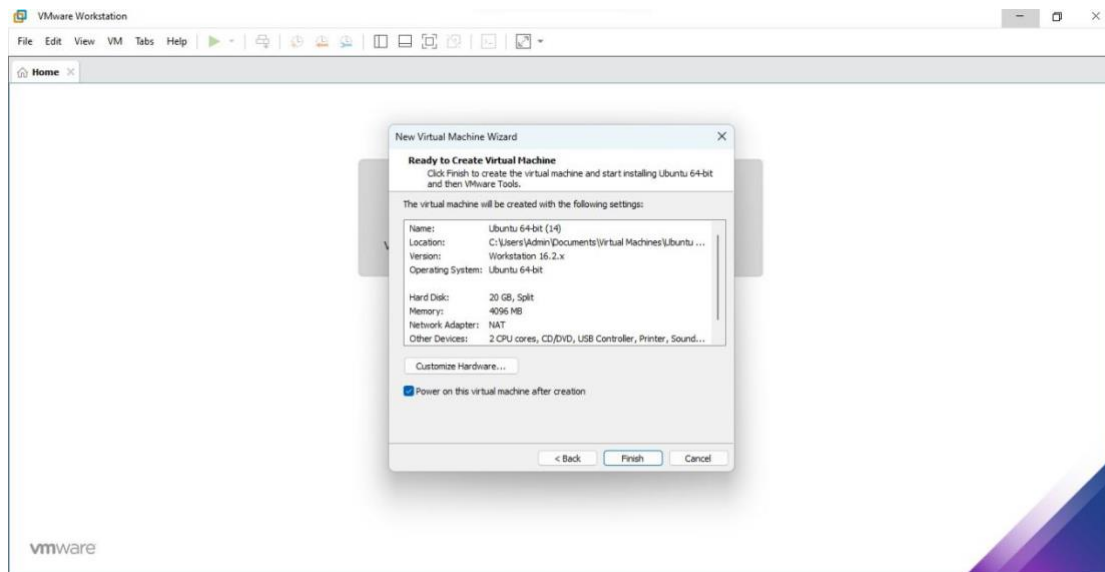 VMware Workstation
File Edit View VM Tabs Help
Home
New Virtual Machine Wizard
Ready to Create Virtual Machine
Click Finish to create the virtual machine and start installing Ubuntu 64-bit
and then VMware Tools.
The virtual machine will be created with the following settings:
Name: Ubuntu 64-bit (14)
Location: C:\Users\Admin\Documents\Virtual Machines\Ubuntu ...
Version: Workstation 16.2.x
Operating System: Ubuntu 64-bit
Hard Disk: 20 GB, Split
Memory: 4096 MB
Network Adapter: NAT
Other Devices: 2 CPU cores, CD/DVD, USB Controller, Printer, Sound...
Customize Hardware...
Power on this virtual machine after creation
< Back Finish Cancel
vmware